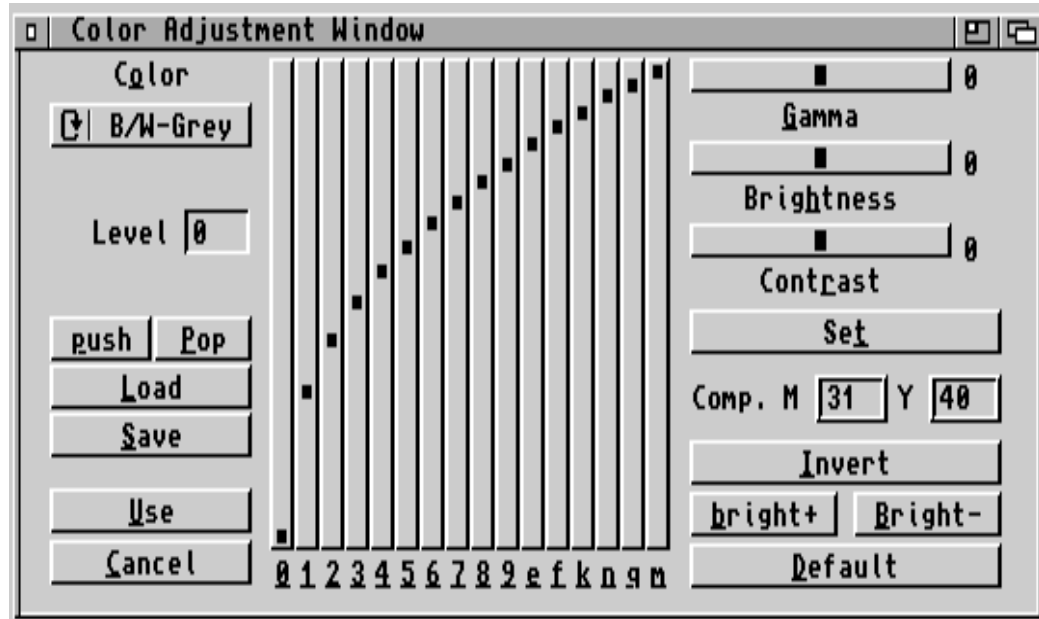 Color Adjustment Window
Color
B/W-Grey
Level 0
push Pop
Load
Save
Use
Cancel
0 1 2 3 4 5 6 7 8 9 e f k n q m
0
Gamma
0
Brightness
0
Contrast
Set
Comp. M 31 Y 40
Invert
bright+ Bright-
Default